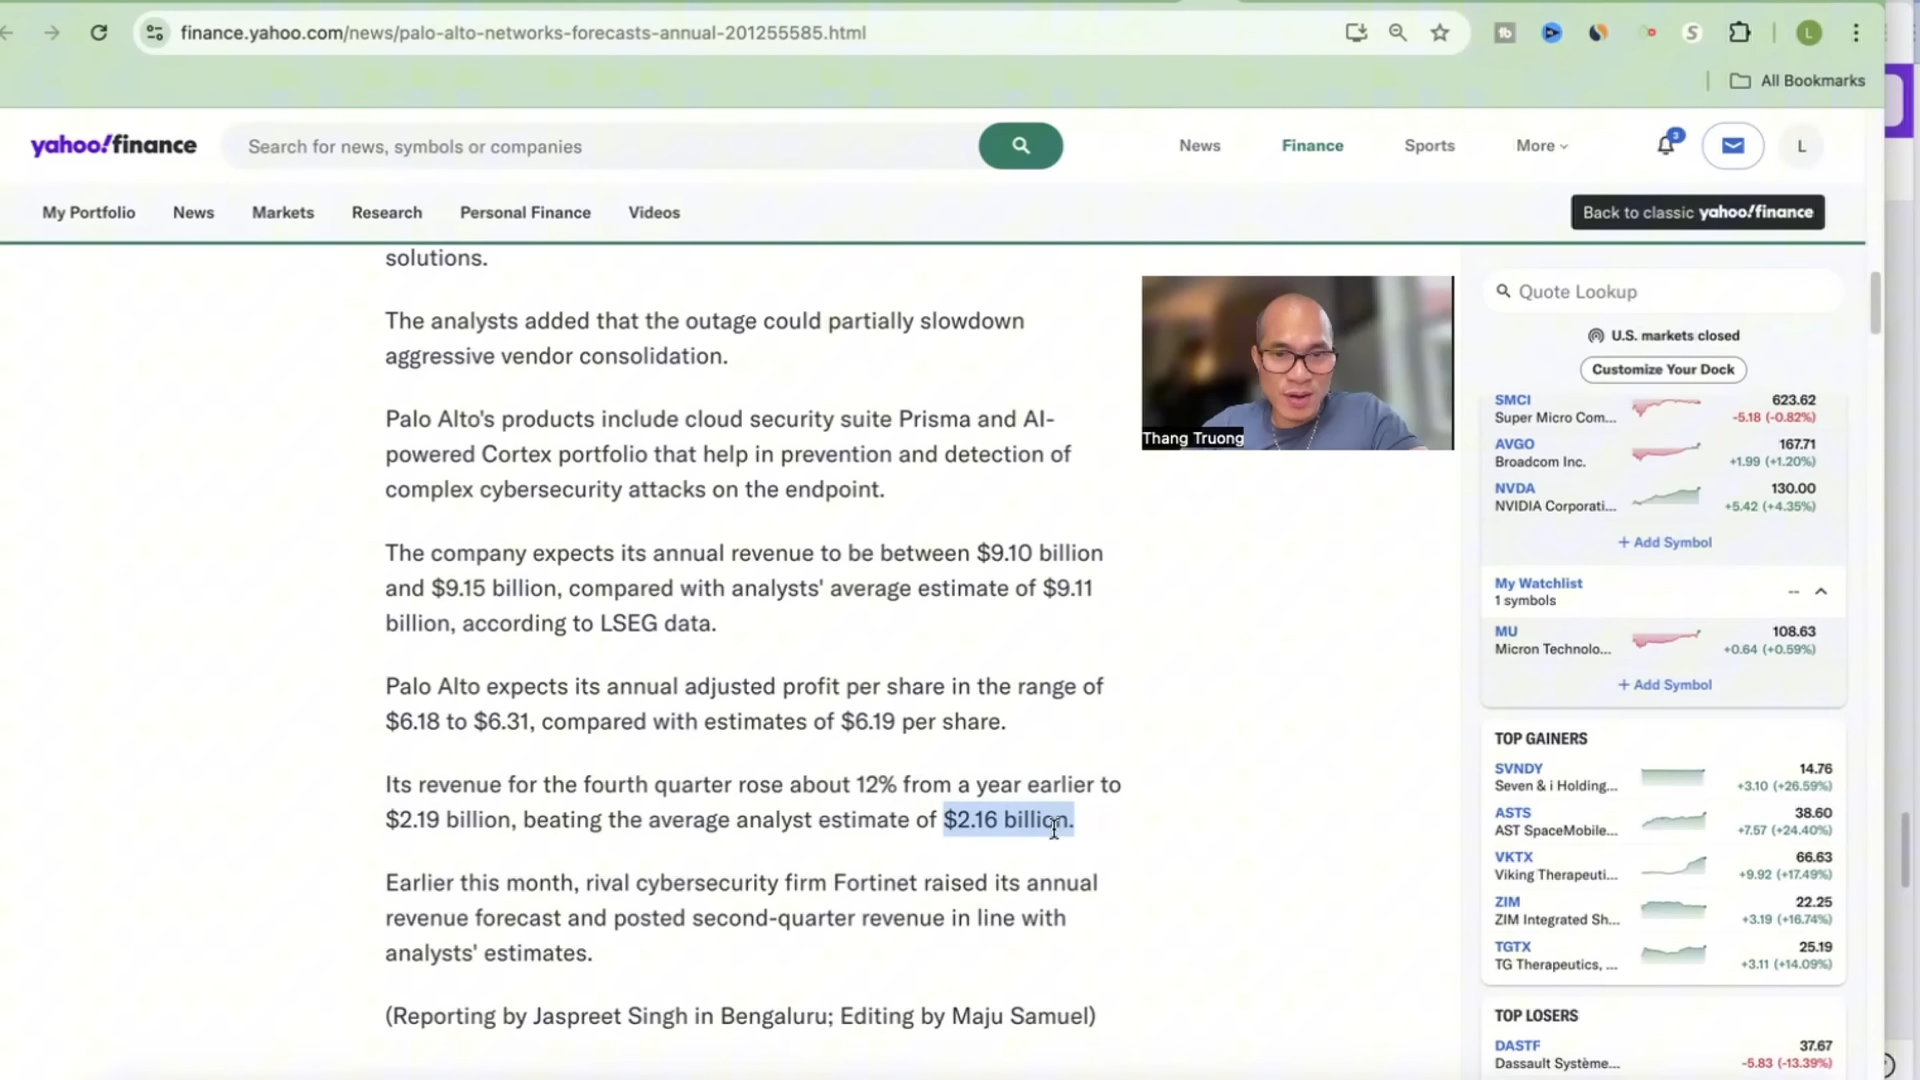 finance.yahoo.com/news/palo-alto-networks-forecasts-annual-201255585.html
tb
S
L
All Bookmarks
yahoo!finance
Search for news, symbols or companies
News
Finance
Sports
More
3
L
My Portfolio
News
Markets
Research
Personal Finance
Videos
Back to classic yahoo!finance
solutions.
The analysts added that the outage could partially slowdown
aggressive vendor consolidation.
Palo Alto's products include cloud security suite Prisma and AI-
powered Cortex portfolio that help in prevention and detection of
complex cybersecurity attacks on the endpoint.
The company expects its annual revenue to be between $9.10 billion
and $9.15 billion, compared with analysts' average estimate of $9.11
billion, according to LSEG data.
Palo Alto expects its annual adjusted profit per share in the range of
$6.18 to $6.31, compared with estimates of $6.19 per share.
Its revenue for the fourth quarter rose about 12% from a year earlier to
$2.19 billion, beating the average analyst estimate of $2.16 billion.
Earlier this month, rival cybersecurity firm Fortinet raised its annual
revenue forecast and posted second-quarter revenue in line with
analysts' estimates.
(Reporting by Jaspreet Singh in Bengaluru; Editing by Maju Samuel)
Thang Truong
Quote Lookup
U.S. markets closed
Customize Your Dock
SMCI 623.62
Super Micro Com... -5.18 (-0.82%)
AVGO 167.71
Broadcom Inc. +1.99 (+1.20%)
NVDA 130.00
NVIDIA Corporati... +5.42 (+4.35%)
+ Add Symbol
My Watchlist --
1 symbols
MU 108.63
Micron Technolo... +0.64 (+0.59%)
+ Add Symbol
TOP GAINERS
SVNDY 14.76
Seven & i Holding... +3.10 (+26.59%)
ASTS 38.60
AST SpaceMobile... +7.57 (+24.40%)
VKTX 66.63
Viking Therapeuti... +9.92 (+17.49%)
ZIM 22.25
ZIM Integrated Sh... +3.19 (+16.74%)
TGTX 25.19
TG Therapeutics, ... +3.11 (+14.09%)
TOP LOSERS
DASTF 37.67
Dassault Système... -5.83 (-13.39%)